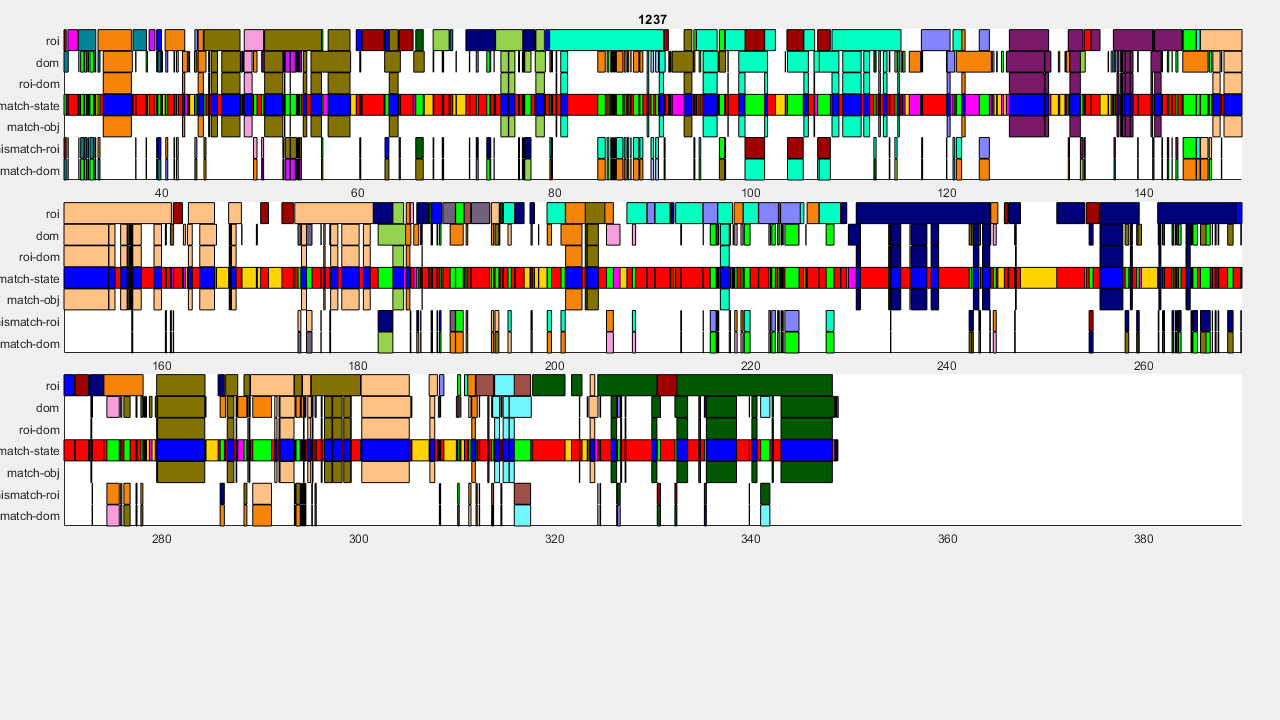 1237
roi
dom
roi-dom
match-state
match-obj
ismatch-roi
match-dom
40 60 80 100 120 140
roi
dom
roi-dom
match-state
match-obj
ismatch-roi
match-dom
160 180 200 220 240 260
roi
dom
roi-dom
match-state
match-obj
ismatch-roi
match-dom
280 300 320 340 360 380